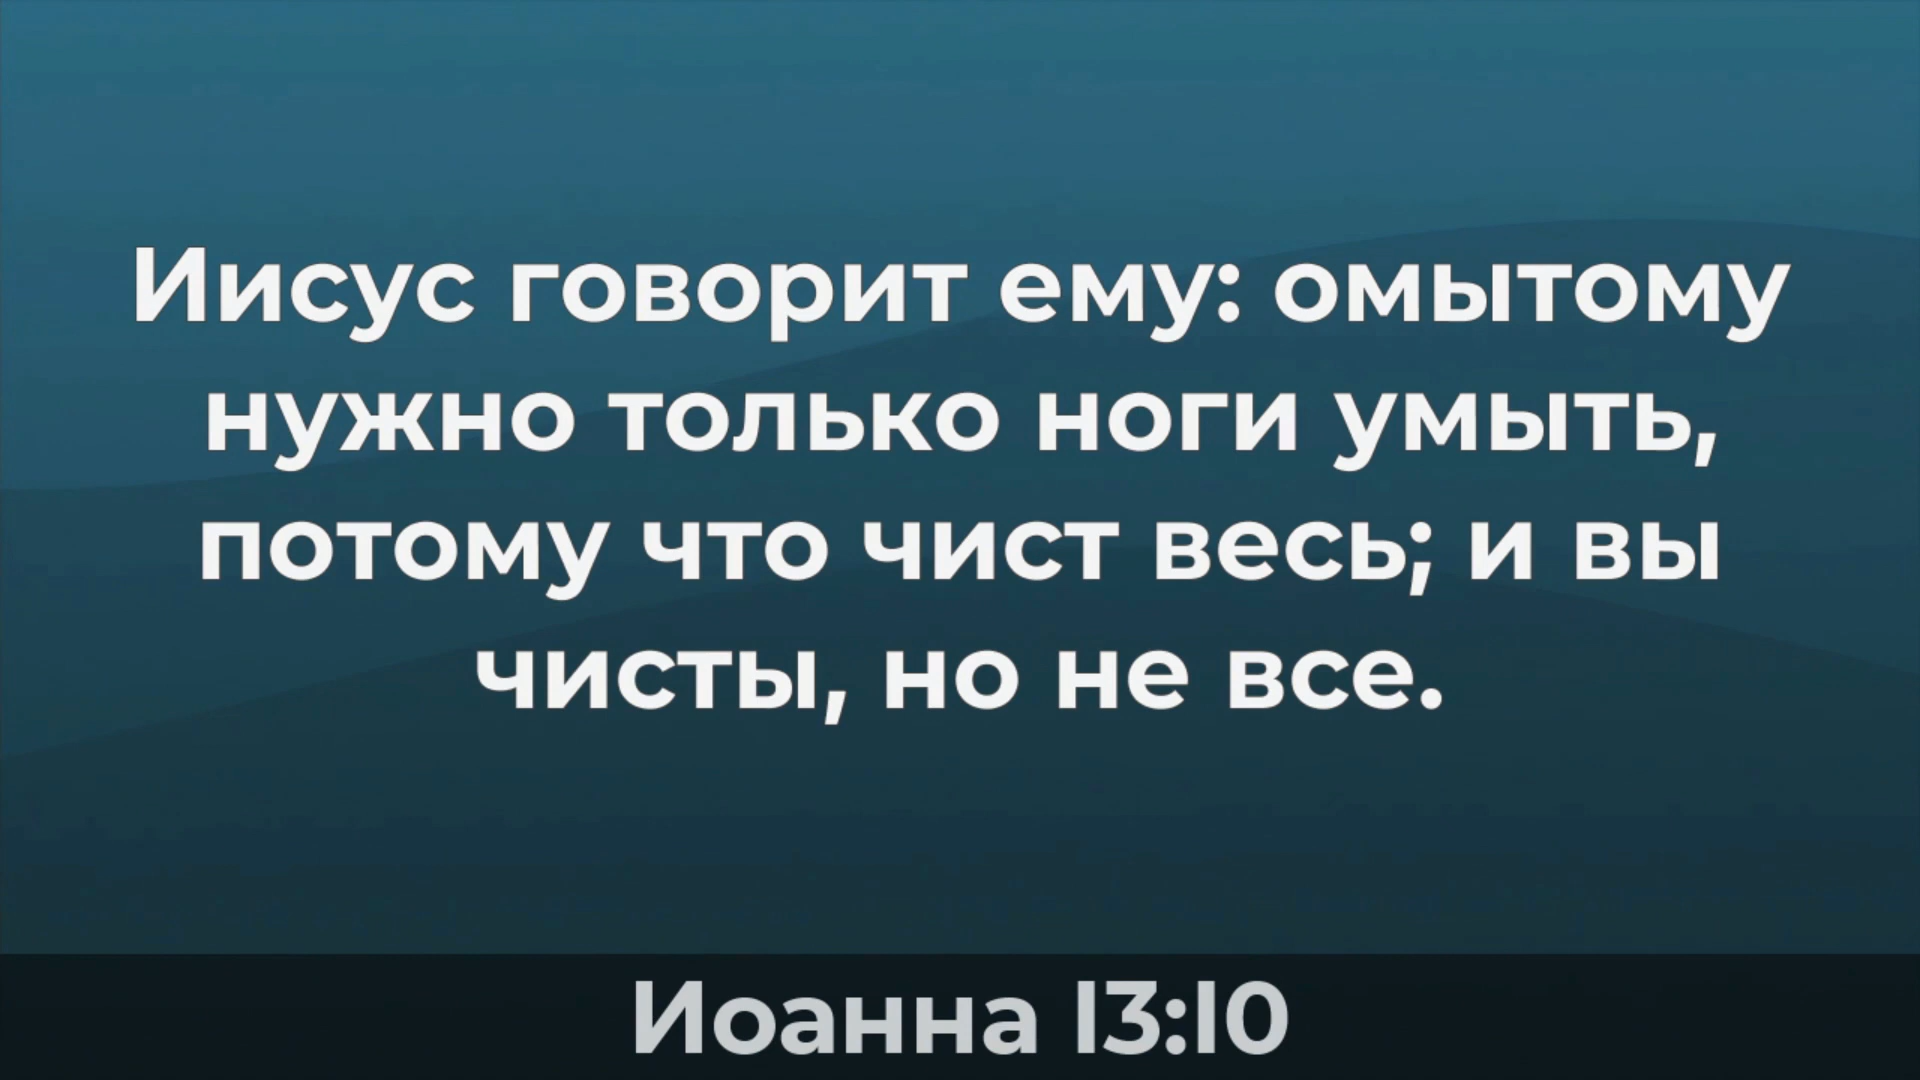 Иисус говорит ему: омытому
нужно только ноги умыть,
потому что чист весь; и вы
чисты, но не все.
Иоанна 13:10